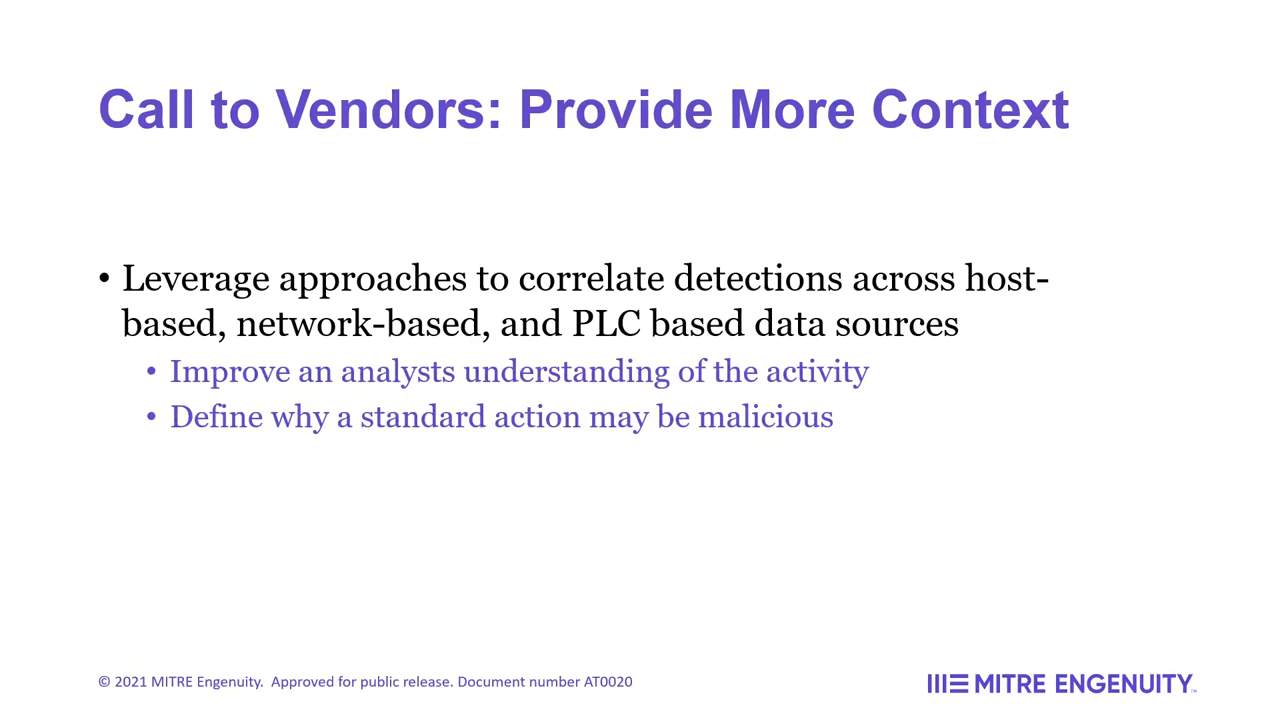 Call to Vendors: Provide More Context
• Leverage approaches to correlate detections across host-
based, network-based, and PLC based data sources
• Improve an analysts understanding of the activity
• Define why a standard action may be malicious
© 2021 MITRE Engenuity. Approved for public release. Document number AT0020
MITRE ENGENUITY™